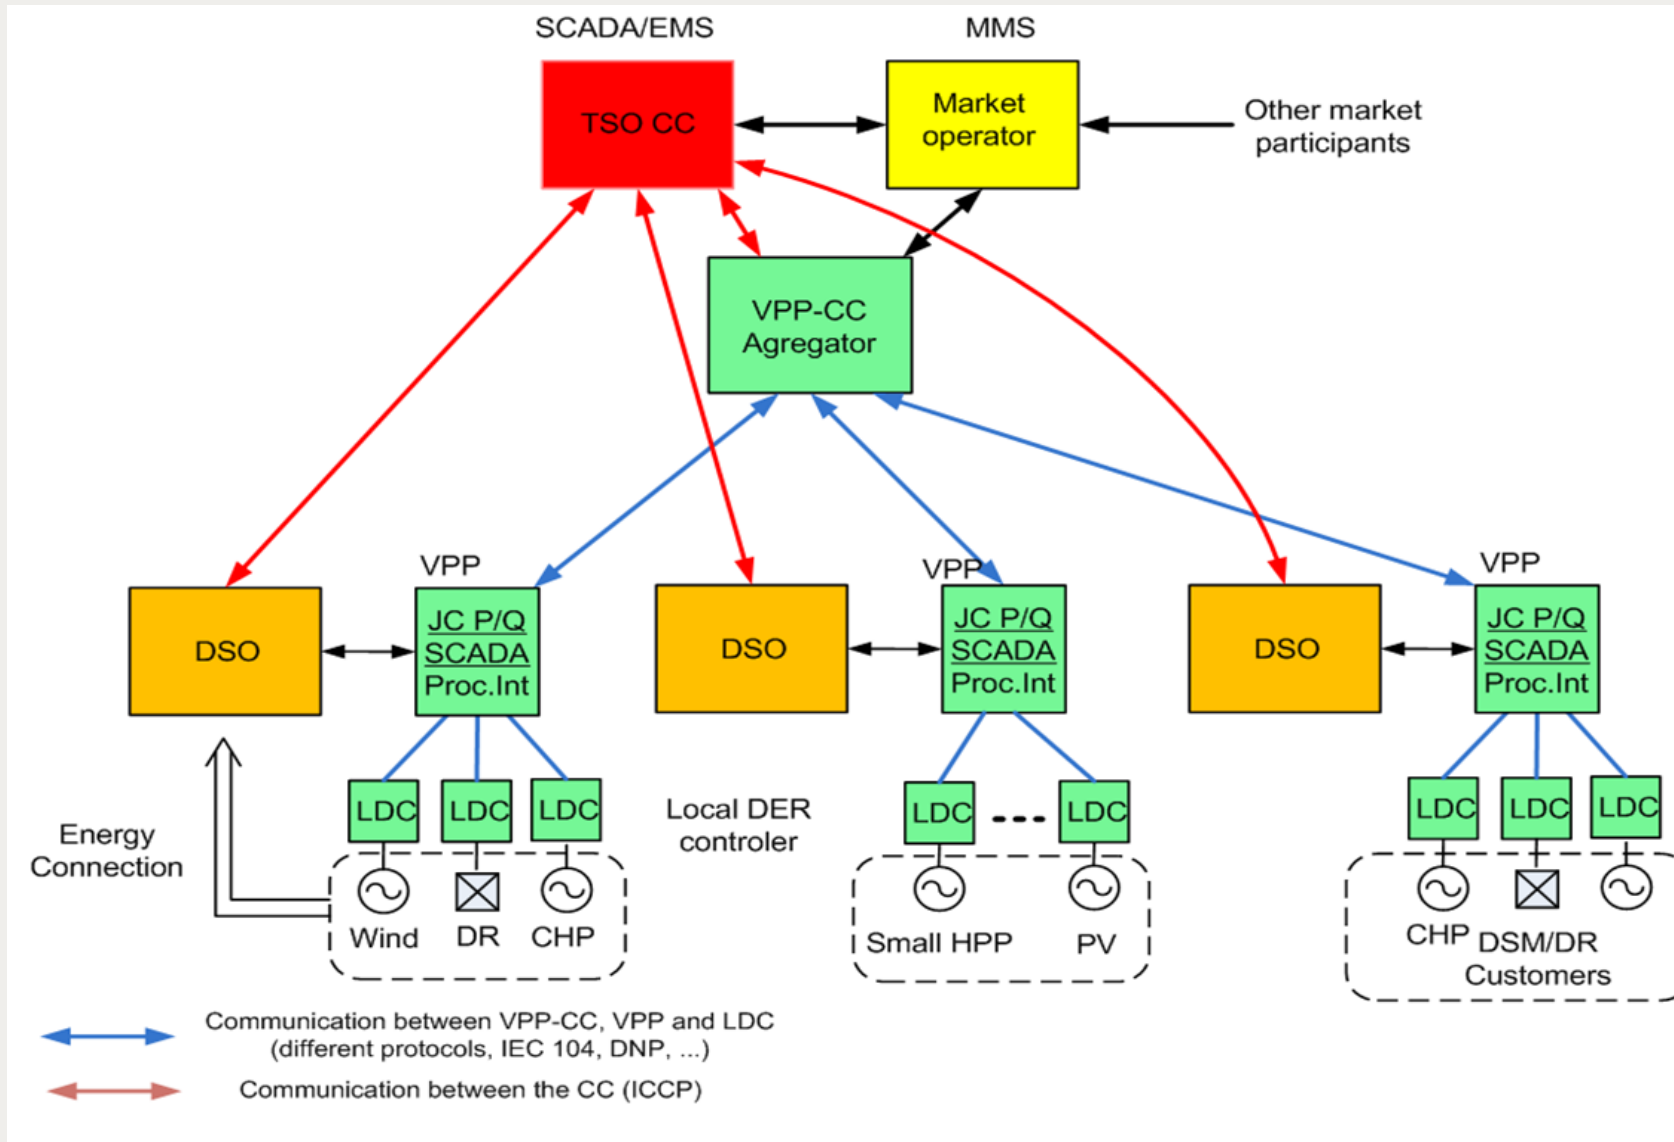 SCADA/EMS
MMS
TSO CC
Market
operator
Other market
participants
VPP-CC
Agregator
VPP
VPP
VPP
DSO
JC P/Q
SCADA
Proc.Int
DSO
JC P/Q
SCADA
Proc.Int
DSO
JC P/Q
SCADA
Proc.Int
Energy
Connection
LDC
LDC
LDC
Local DER
controler
LDC
LDC
LDC
LDC
LDC
Wind
DR
CHP
Small HPP
PV
CHP
DSM/DR
Customers
Communication between VPP-CC, VPP and LDC
(different protocols, IEC 104, DNP, ...)
Communication between the CC (ICCP)